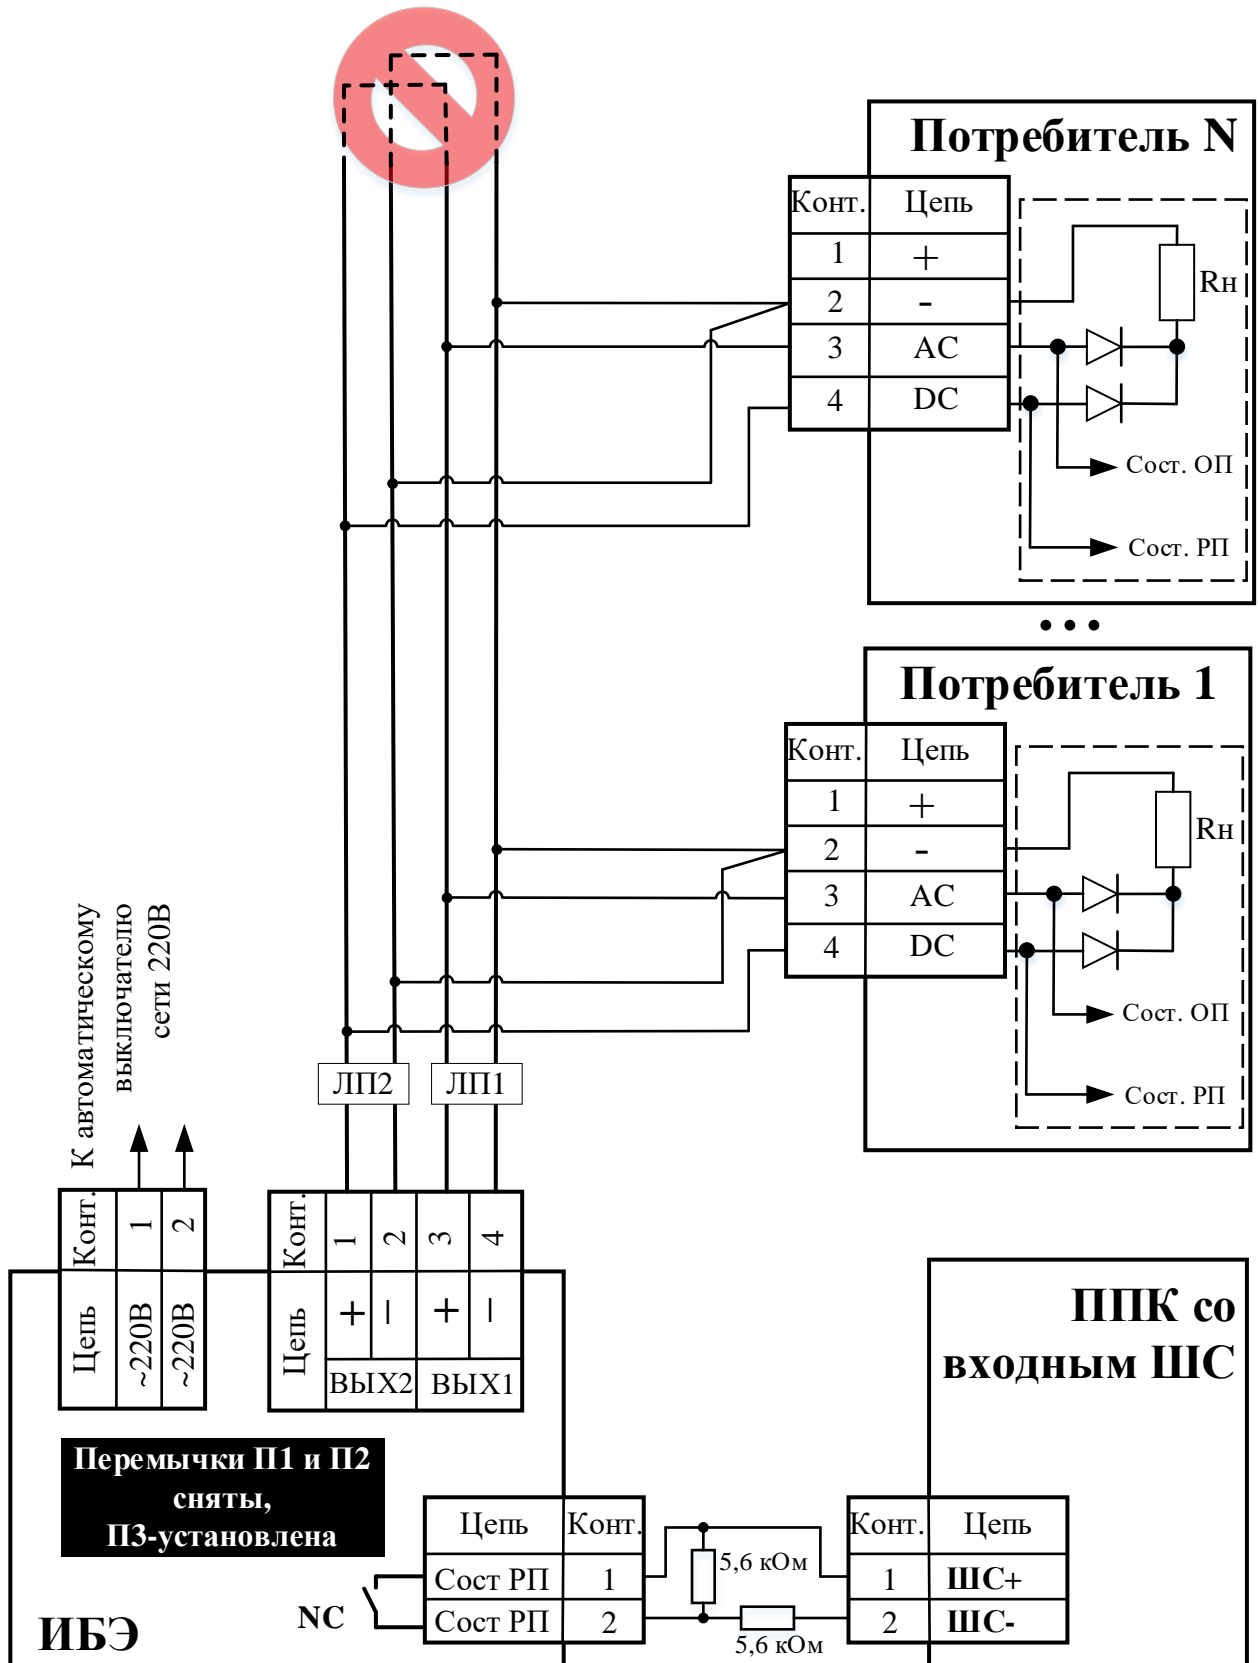 Потребитель N
Конт. Цепь
1 +
2 -
3 AC
4 DC
Rн
Сост. ОП
Сост. РП
• • •
Потребитель 1
Конт. Цепь
1 +
2 -
3 AC
4 DC
Rн
Сост. ОП
Сост. РП
К автоматическому
выключателю
сети 220В
ЛП2 ЛП1
Конт. 1 2
Цепь ~220В ~220В
Конт. 1 2 3 4
Цепь + – + –
ВЫХ2 ВЫХ1
ППК со
входным ШС
Перемычки П1 и П2
сняты,
П3-установлена
Цепь Конт.
Сост РП 1
Сост РП 2
NC
ИБЭ
5,6 кОм
5,6 кОм
Конт. Цепь
1 ШС+
2 ШС-